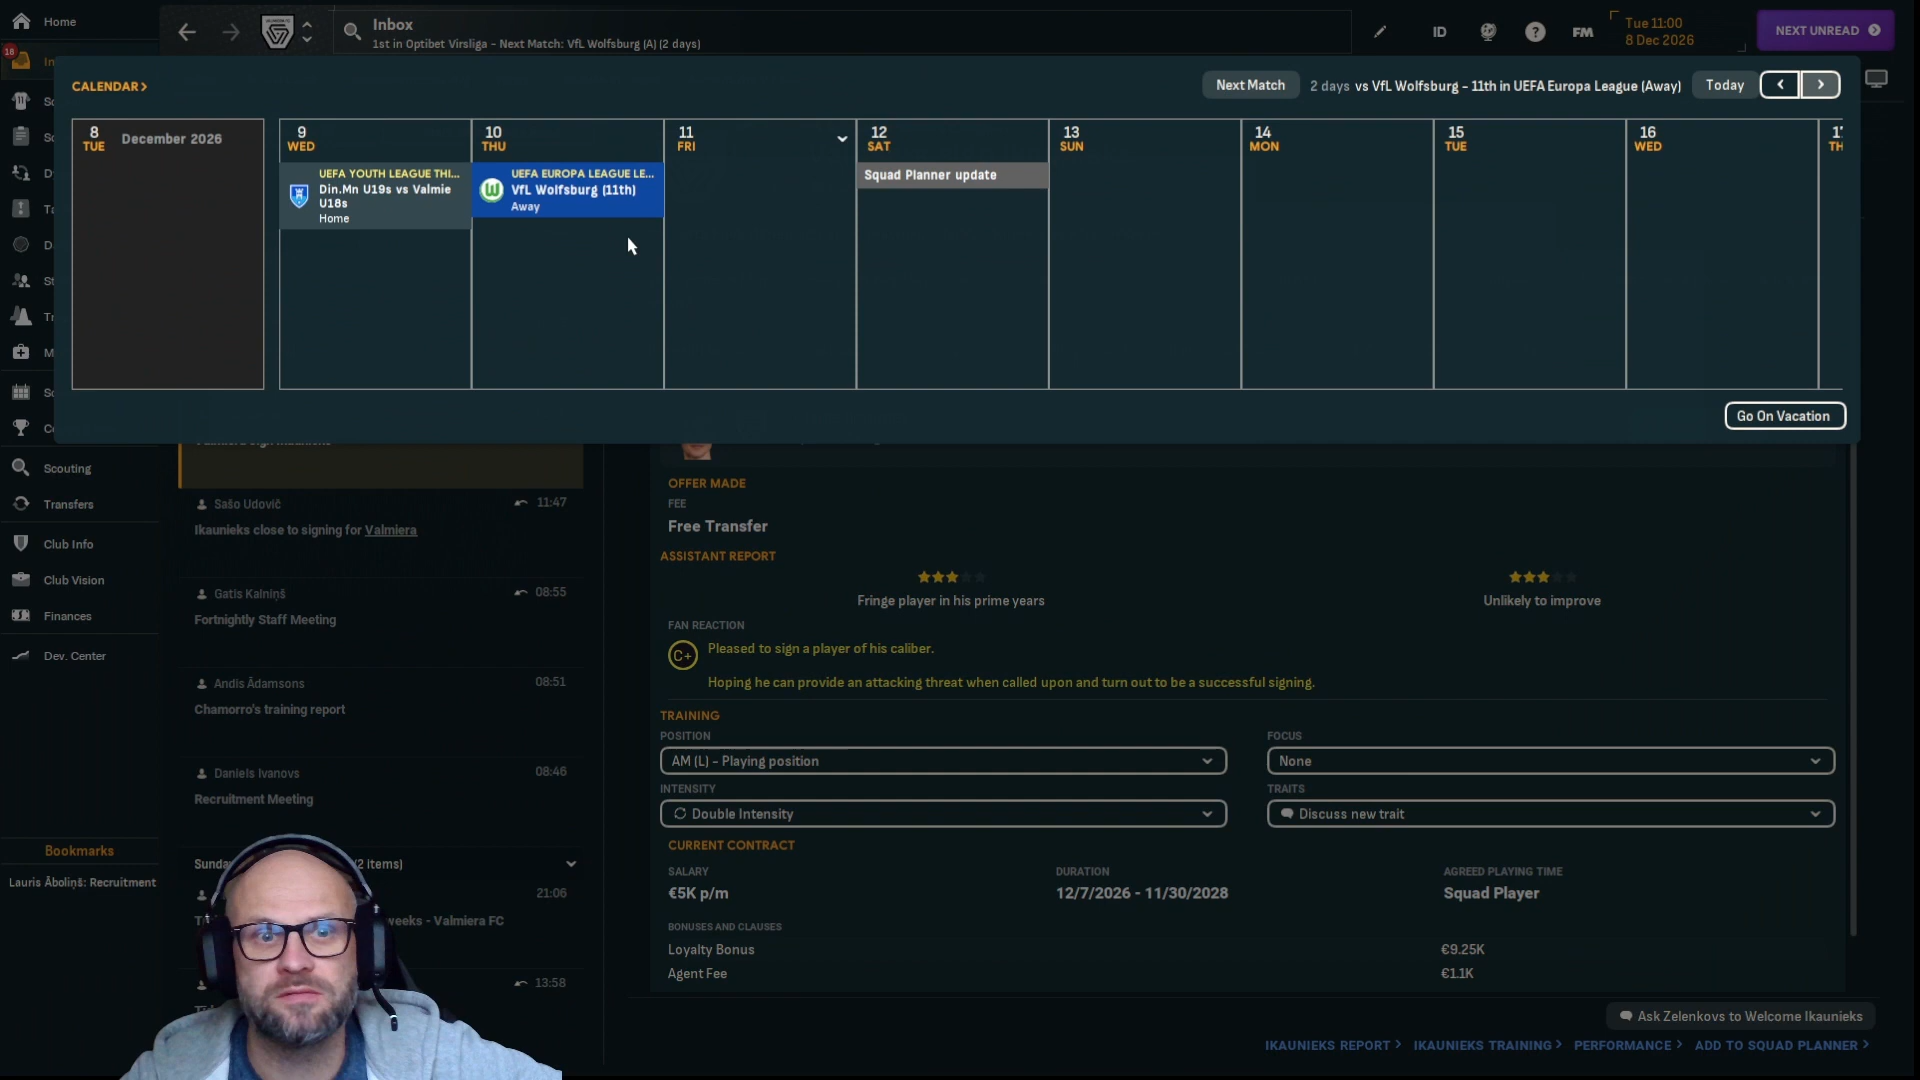 Home
Inbox
1st in Optibet Virsliga - Next Match: VfL Wolfsburg (A) (2 days)
ID
FM
Tue 11:00
8 Dec 2026
NEXT UNREAD
18
CALENDAR
Next Match
2 days vs VfL Wolfsburg - 11th in UEFA Europa League (Away)
Today
8
TUE
December 2026
9
WED
10
THU
11
FRI
12
SAT
13
SUN
14
MON
15
TUE
16
WED
TH
UEFA YOUTH LEAGUE THI...
Din.Mn U19s vs Valmie
U18s
Home
UEFA EUROPA LEAGUE LE...
VfL Wolfsburg (11th)
Away
Squad Planner update
Go On Vacation
Scouting
Transfers
Club Info
Club Vision
Finances
Dev. Center
Bookmarks
Lauris Āboliņš: Recruitment
Sašo Udovič
11:47
Ikaunieks close to signing for Valmiera
Gatis Kalniņš
08:55
Fortnightly Staff Meeting
Andis Ādamsons
08:51
Chamorro's training report
Daniels Ivanovs
08:46
Recruitment Meeting
(2 items)
21:06
weeks - Valmiera FC
13:58
OFFER MADE
FEE
Free Transfer
ASSISTANT REPORT
Fringe player in his prime years
Unlikely to improve
FAN REACTION
C+
Pleased to sign a player of his caliber.
Hoping he can provide an attacking threat when called upon and turn out to be a successful signing.
TRAINING
POSITION
AM (L) - Playing position
FOCUS
None
INTENSITY
Double Intensity
TRAITS
Discuss new trait
CURRENT CONTRACT
SALARY
€5K p/m
DURATION
12/7/2026 - 11/30/2028
AGREED PLAYING TIME
Squad Player
BONUSES AND CLAUSES
Loyalty Bonus
€9.25K
Agent Fee
€1.1K
Ask Zelenkovs to Welcome Ikaunieks
IKAUNIEKS REPORT
IKAUNIEKS TRAINING
PERFORMANCE
ADD TO SQUAD PLANNER